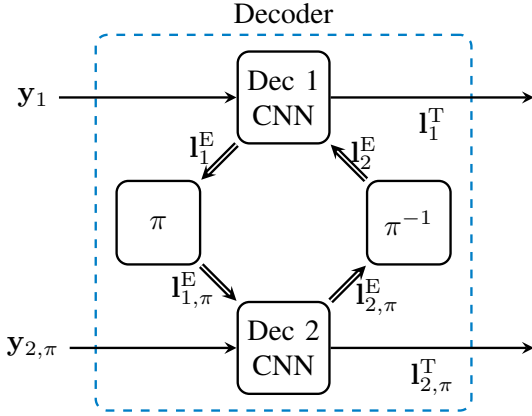 Decoder
y₁
Dec 1
CNN
l₁ᵀ
l₁ᴱ
l₂ᴱ
π
π⁻¹
l₁,πᴱ
l₂,πᴱ
y₂,π
Dec 2
CNN
l₂,πᵀ